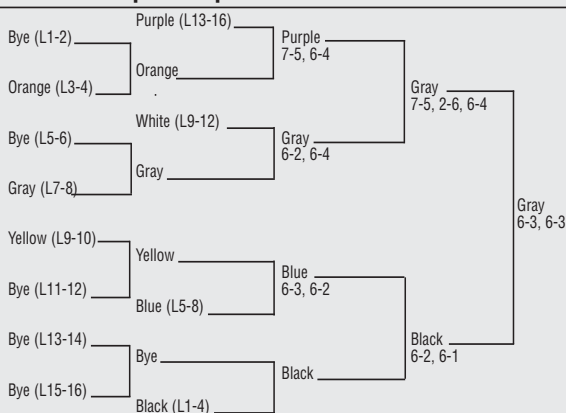 Bye (L1-2)
Orange (L3-4)
Bye (L5-6)
Gray (L7-8)
Yellow (L9-10)
Bye (L11-12)
Bye (L13-14)
Bye (L15-16)
Purple (L13-16)
Orange
.
White (L9-12)
Gray
Yellow
Blue (L5-8)
Bye
Black (L1-4)
Purple
7-5, 6-4
Gray
6-2, 6-4
Blue
6-3, 6-2
Black
Gray
7-5, 2-6, 6-4
Black
6-2, 6-1
Gray
6-3, 6-3